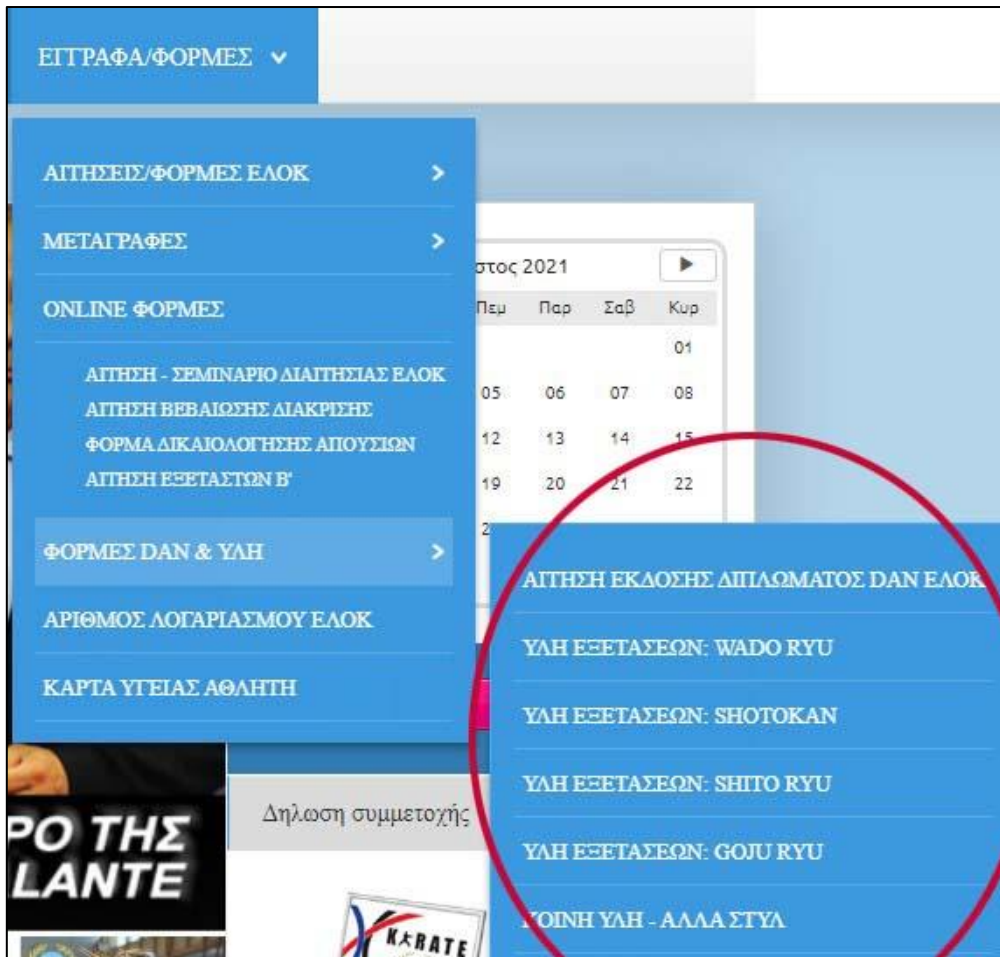 ΕΓΓΡΑΦΑ/ΦΟΡΜΕΣ
ΑΙΤΗΣΕΙΣ/ΦΟΡΜΕΣ ΕΛΟΚ
ΜΕΤΑΓΡΑΦΕΣ
ONLINE ΦΟΡΜΕΣ
ΑΙΤΗΣΗ - ΣΕΜΙΝΑΡΙΟ ΔΙΑΙΤΗΣΙΑΣ ΕΛΟΚ
ΑΙΤΗΣΗ ΒΕΒΑΙΩΣΗΣ ΔΙΑΚΡΙΣΗΣ
ΦΟΡΜΑ ΔΙΚΑΙΟΛΟΓΗΣΗΣ ΑΠΟΥΣΙΩΝ
ΑΙΤΗΣΗ ΕΞΕΤΑΣΤΩΝ Β'
ΦΟΡΜΕΣ DAN & ΥΛΗ
ΑΡΙΘΜΟΣ ΛΟΓΑΡΙΑΣΜΟΥ ΕΛΟΚ
ΚΑΡΤΑ ΥΓΕΙΑΣ ΑΘΛΗΤΗ
στος 2021
Πεμ Παρ Σαβ Κυρ
01
05 06 07 08
12 13 14 15
19 20 21 22
2
ΑΙΤΗΣΗ ΕΚΔΟΣΗΣ ΔΙΠΛΩΜΑΤΟΣ DAN ΕΛΟΚ
ΥΛΗ ΕΞΕΤΑΣΕΩΝ: WADO RYU
ΥΛΗ ΕΞΕΤΑΣΕΩΝ: SHOTOKAN
ΥΛΗ ΕΞΕΤΑΣΕΩΝ: SHITO RYU
ΥΛΗ ΕΞΕΤΑΣΕΩΝ: GOJU RYU
ΚΟΙΝΗ ΥΛΗ - ΑΛΛΑ ΣΤΥΛ
Δηλωση συμμετοχής
ΡΟ ΤΗΣ
LANTE
KARATE